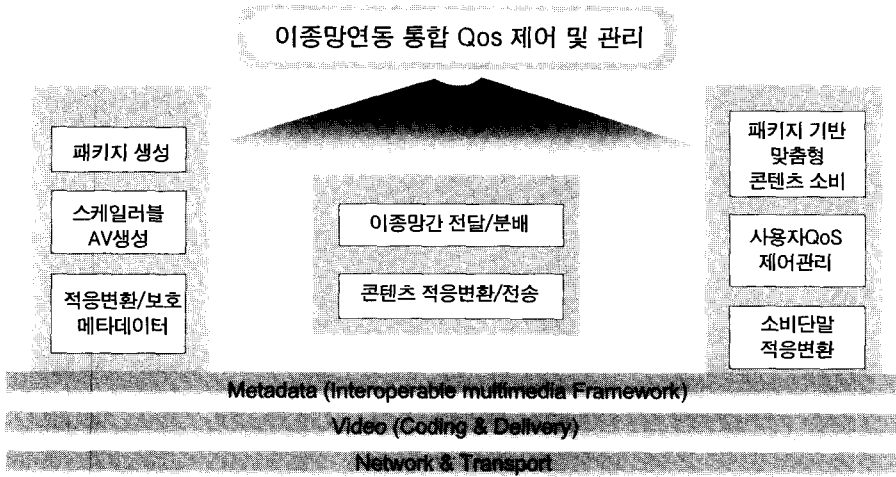 이종망연동 통합 Qos 제어 및 관리
패키지 생성
스케일러블
AV생성
적응변환/보호
메타데이터
이종망간 전달/분배
콘텐츠 적응변환/전송
패키지 기반
맞춤형
콘텐츠 소비
사용자QoS
제어관리
소비단말
적응변환
Metadata (Interoperable multimedia Framework)
Video (Coding & Delivery)
Network & Transport